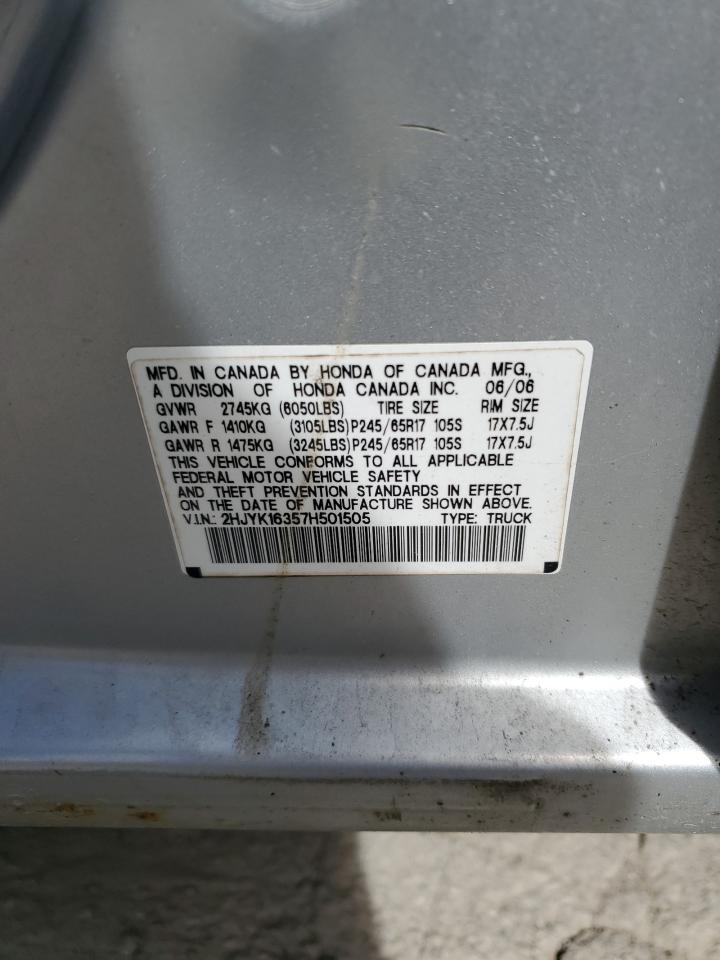 MFD. IN CANADA BY HONDA OF CANADA MFG.,
A DIVISION OF HONDA CANADA INC. 06/06
GVWR 2745KG (6050LBS) TIRE SIZE RIM SIZE
GAWR F 1410KG (3105LBS) P245/65R17 105S 17X7.5J
GAWR R 1475KG (3245LBS) P245/65R17 105S 17X7.5J
THIS VEHICLE CONFORMS TO ALL APPLICABLE
FEDERAL MOTOR VEHICLE SAFETY
AND THEFT PREVENTION STANDARDS IN EFFECT
ON THE DATE OF MANUFACTURE SHOWN ABOVE.
V.I.N.: 2HJYK16357H501505 TYPE: TRUCK